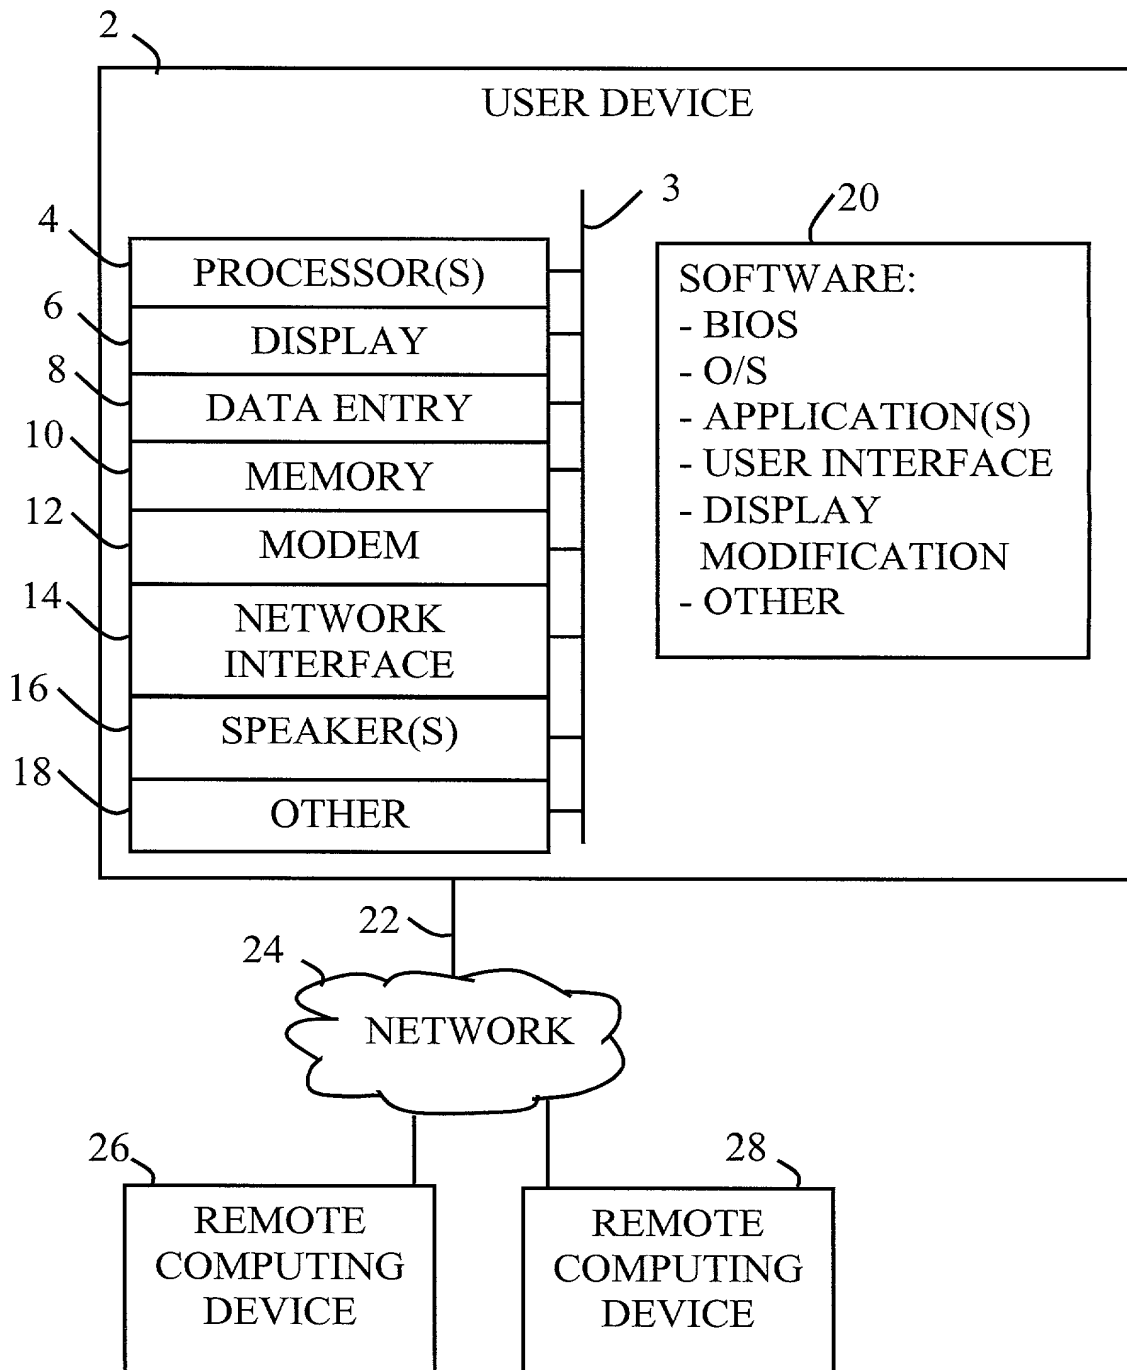 2
USER DEVICE
3
20
4
PROCESSOR(S)
6
DISPLAY
8
DATA ENTRY
10
MEMORY
12
MODEM
14
NETWORK
INTERFACE
16
SPEAKER(S)
18
OTHER
SOFTWARE:
- BIOS
- O/S
- APPLICATION(S)
- USER INTERFACE
- DISPLAY
MODIFICATION
- OTHER
22
24
NETWORK
26
REMOTE
COMPUTING
DEVICE
28
REMOTE
COMPUTING
DEVICE